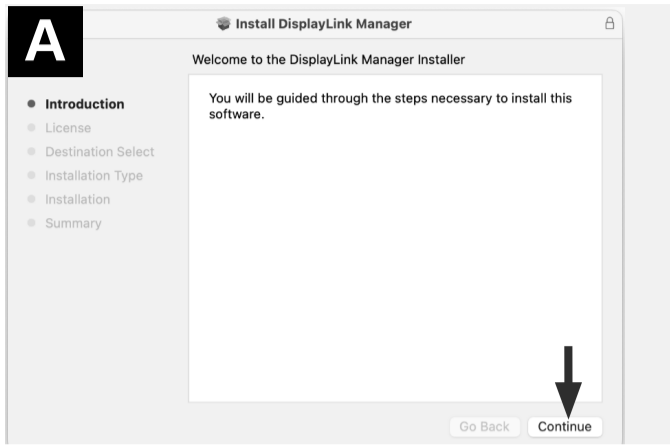 A
Install DisplayLink Manager
Welcome to the DisplayLink Manager Installer
Introduction
License
Destination Select
Installation Type
Installation
Summary
You will be guided through the steps necessary to install this
software.
Go Back
Continue